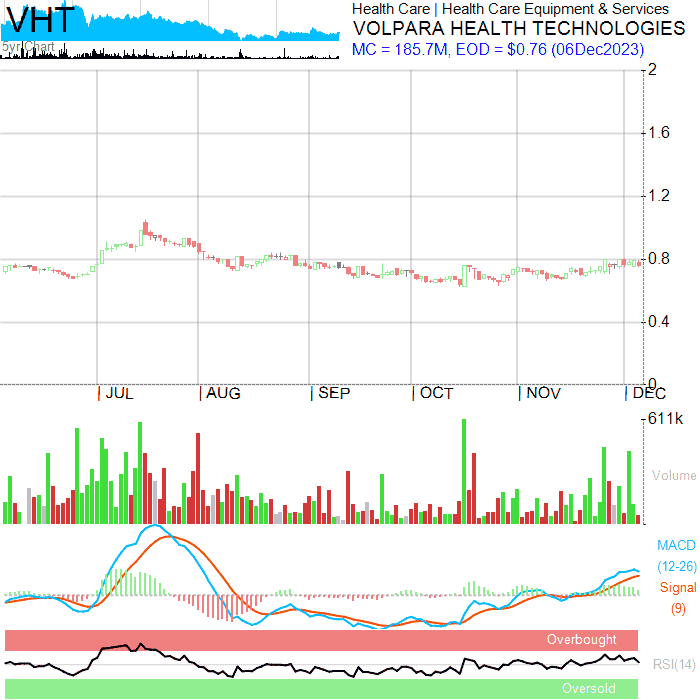 VHT
5yr Chart
Health Care | Health Care Equipment & Services
VOLPARA HEALTH TECHNOLOGIES
MC = 185.7M, EOD = $0.76 (06Dec2023)
2
1.6
1.2
0.8
0.4
0
JUL AUG SEP OCT NOV DEC
611k
Volume
MACD
(12-26)
Signal
(9)
Overbought
RSI(14)
Oversold